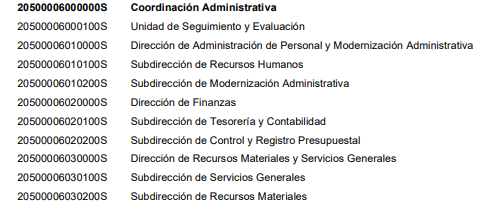 20500006000000S Coordinación Administrativa
20500006000100S Unidad de Seguimiento y Evaluación
20500006010000S Dirección de Administración de Personal y Modernización Administrativa
20500006010100S Subdirección de Recursos Humanos
20500006010200S Subdirección de Modernización Administrativa
20500006020000S Dirección de Finanzas
20500006020100S Subdirección de Tesorería y Contabilidad
20500006020200S Subdirección de Control y Registro Presupuestal
20500006030000S Dirección de Recursos Materiales y Servicios Generales
20500006030100S Subdirección de Servicios Generales
20500006030200S Subdirección de Recursos Materiales